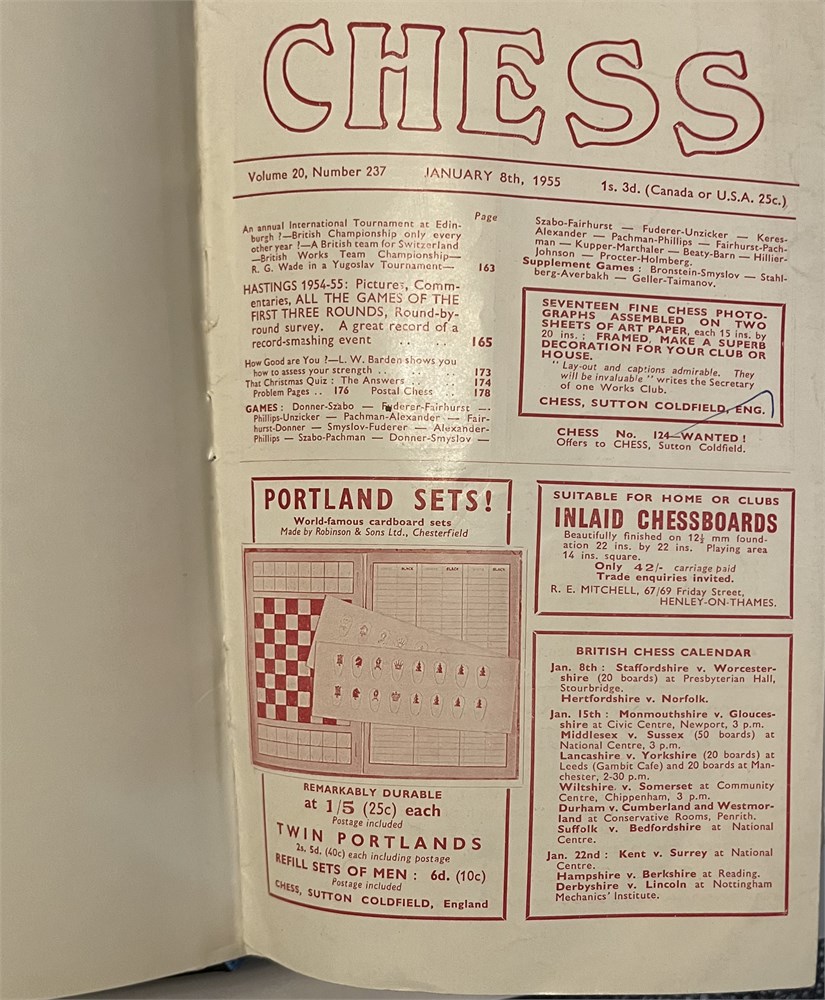 CHESS
Volume 20, Number 237 JANUARY 8th, 1955 1s. 3d. (Canada or U.S.A. 25c.)
Page
An annual International Tournament at Edin-
burgh ?—British Championship only every
other year ?—A British team for Switzerland
—British Works Team Championship—
R. G. Wade in a Yugoslav Tournament— 163
HASTINGS 1954-55: Pictures, Comm-
entaries, ALL THE GAMES OF THE
FIRST THREE ROUNDS, Round-by-
round survey. A great record of a
record-smashing event .. .. 165
How Good are You ?—L. W. Barden shows you
how to assess your strength .. .. .. 173
That Christmas Quiz : The Answers .. 174
Problem Pages .. 176 Postal Chess .. 178
GAMES : Donner-Szabo — Fuderer-Fairhurst —
Phillips-Unzicker — Pachman-Alexander — Fair-
hurst-Donner — Smyslov-Fuderer — Alexander-
Phillips — Szabo-Pachman — Donner-Smyslov —
Szabo-Fairhurst — Fuderer-Unzicker — Keres-
Alexander — Pachman-Phillips — Fairhurst-Pach-
man — Kupper-Marthaler — Beaty-Barn — Hillier-
Johnson — Procter-Holmberg.
Supplement Games : Bronstein-Smyslov — Stahl-
berg-Averbakh — Geller-Taimanov.
SEVENTEEN FINE CHESS PHOTO-
GRAPHS ASSEMBLED ON TWO
SHEETS OF ART PAPER, each 15 ins. by
20 ins. : FRAMED, MAKE A SUPERB
DECORATION FOR YOUR CLUB OR
HOUSE.
"Lay-out and captions admirable. They
will be invaluable" writes the Secretary
of one Works Club.
CHESS, SUTTON COLDFIELD, ENG.
CHESS No. 124—WANTED !
Offers to CHESS, Sutton Coldfield.
PORTLAND SETS!
World-famous cardboard sets
Made by Robinson & Sons Ltd., Chesterfield
BLACK BLACK BLACK
REMARKABLY DURABLE
at 1/5 (25c) each
Postage included
TWIN PORTLANDS
2s. 5d. (40c) each including postage
REFILL SETS OF MEN : 6d. (10c)
Postage included
CHESS, SUTTON COLDFIELD, England
SUITABLE FOR HOME OR CLUBS
INLAID CHESSBOARDS
Beautifully finished on 12½ mm found-
ation 22 ins. by 22 ins. Playing area
14 ins. square.
Only 42/- carriage paid
Trade enquiries invited.
R. E. MITCHELL, 67/69 Friday Street,
HENLEY-ON-THAMES.
BRITISH CHESS CALENDAR
Jan. 8th : Staffordshire v. Worcester-
shire (20 boards) at Presbyterian Hall,
Stourbridge.
Hertfordshire v. Norfolk.
Jan. 15th : Monmouthshire v. Glouces-
shire at Civic Centre, Newport, 3 p.m.
Middlesex v. Sussex (50 boards) at
National Centre, 3 p.m.
Lancashire v. Yorkshire (20 boards) at
Leeds (Gambit Cafe) and 20 boards at Man-
chester, 2-30 p.m.
Wiltshire v. Somerset at Community
Centre, Chippenham, 3 p.m.
Durham v. Cumberland and Westmor-
land at Conservative Rooms, Penrith.
Suffolk v. Bedfordshire at National
Centre.
Jan. 22nd : Kent v. Surrey at National
Centre.
Hampshire v. Berkshire at Reading.
Derbyshire v. Lincoln at Nottingham
Mechanics' Institute.